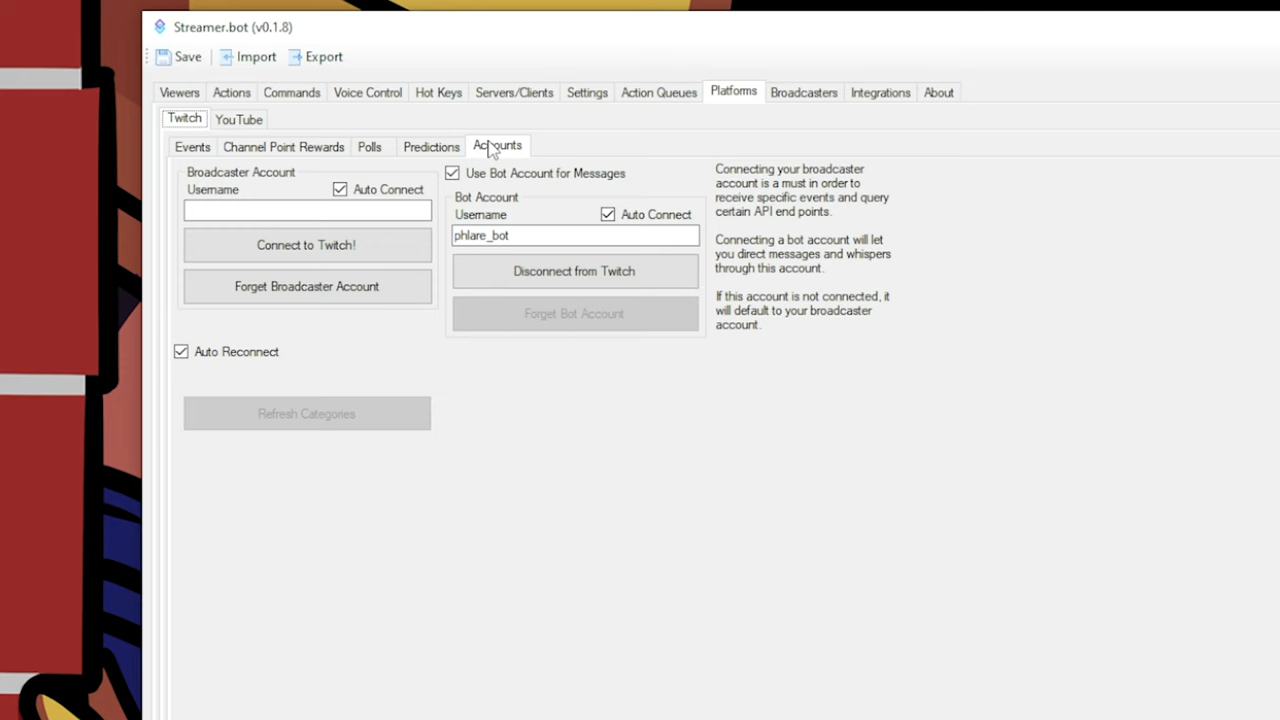 Streamer.bot (v0.1.8)
Save Import Export
Viewers Actions Commands Voice Control Hot Keys Servers/Clients Settings Action Queues Platforms Broadcasters Integrations About
Twitch YouTube
Events Channel Point Rewards Polls Predictions Accounts
Broadcaster Account
Username Auto Connect
Connect to Twitch!
Forget Broadcaster Account
Auto Reconnect
Refresh Categories
Use Bot Account for Messages
Bot Account
Username Auto Connect
phlare_bot
Disconnect from Twitch
Forget Bot Account
Connecting your broadcaster
account is a must in order to
receive specific events and query
certain API end points.
Connecting a bot account will let
you direct messages and whispers
through this account.
If this account is not connected, it
will default to your broadcaster
account.